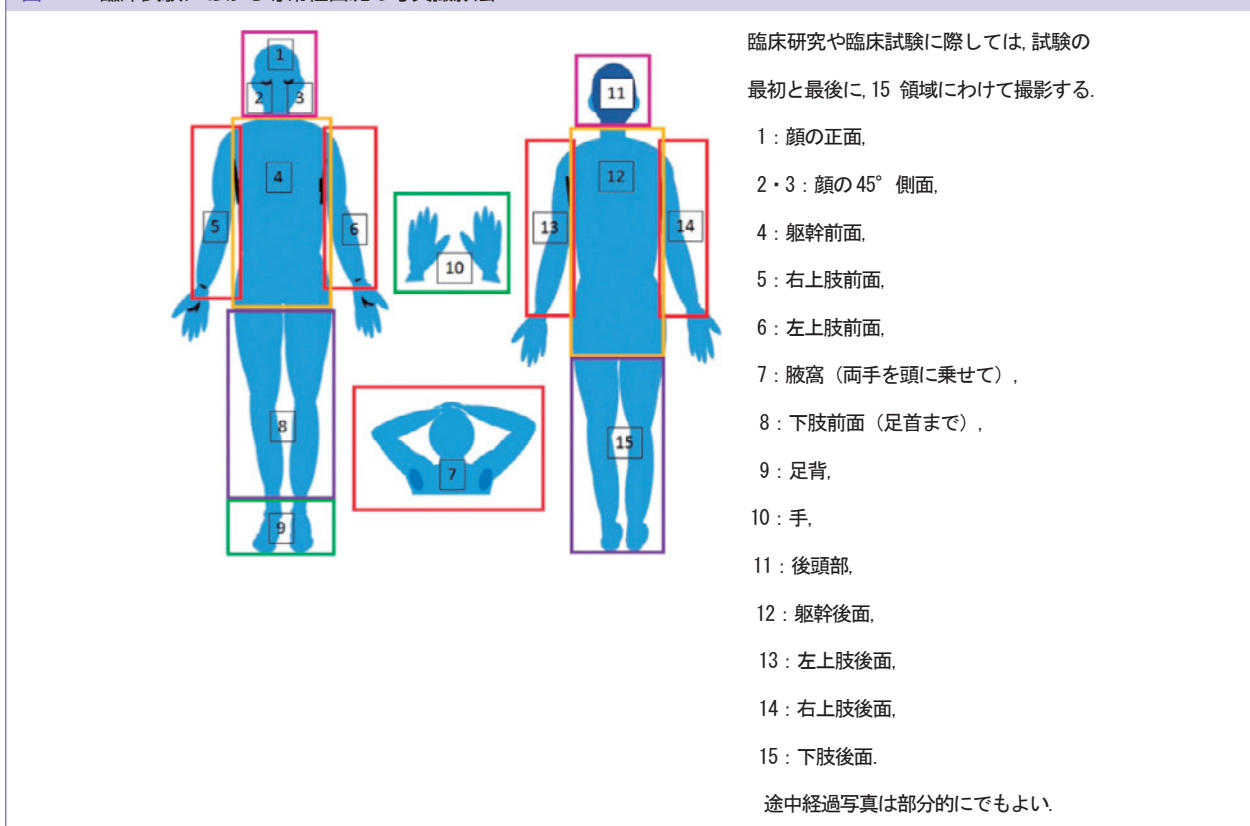 臨床研究や臨床試験に際しては,試験の
最初と最後に,15 領域にわけて撮影する.
1：顔の正面,
2・3：顔の45° 側面,
4：躯幹前面,
5：右上肢前面,
6：左上肢前面,
7：腋窩（両手を頭に乗せて）,
8：下肢前面（足首まで）,
9：足背,
10：手,
11：後頭部,
12：躯幹後面,
13：左上肢後面,
14：右上肢後面,
15：下肢後面.
途中経過写真は部分的にでもよい.
1
2
3
4
5
6
10
7
8
9
11
12
13
14
15